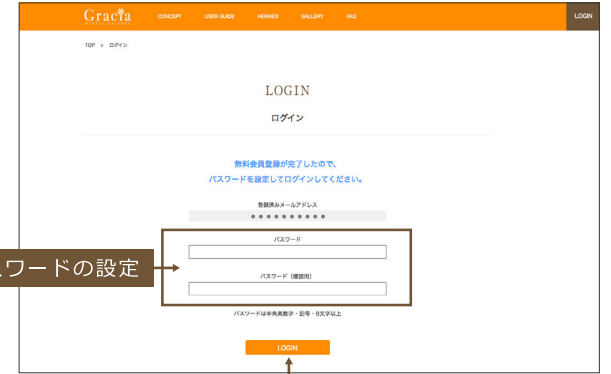 Gracia
CONCEPT USER GUIDE HERMES GALLERY FAQ
LOGIN
TOP > ログイン
LOGIN
ログイン
無料会員登録が完了したので、
パスワードを設定してログインしてください。
登録済みメールアドレス
●●●●●●●●●●
パスワード
スワードの設定
パスワード（確認用）
パスワードは半角英数字・記号・8文字以上
LOGIN